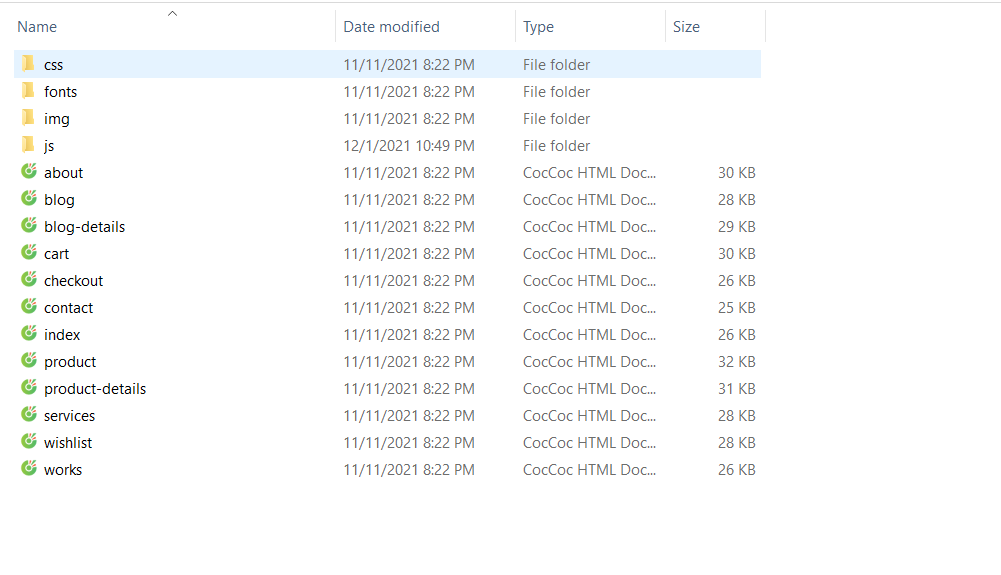 Name Date modified Type Size
css 11/11/2021 8:22 PM File folder
fonts 11/11/2021 8:22 PM File folder
img 11/11/2021 8:22 PM File folder
js 12/1/2021 10:49 PM File folder
about 11/11/2021 8:22 PM CocCoc HTML Doc... 30 KB
blog 11/11/2021 8:22 PM CocCoc HTML Doc... 28 KB
blog-details 11/11/2021 8:22 PM CocCoc HTML Doc... 29 KB
cart 11/11/2021 8:22 PM CocCoc HTML Doc... 30 KB
checkout 11/11/2021 8:22 PM CocCoc HTML Doc... 26 KB
contact 11/11/2021 8:22 PM CocCoc HTML Doc... 25 KB
index 11/11/2021 8:22 PM CocCoc HTML Doc... 26 KB
product 11/11/2021 8:22 PM CocCoc HTML Doc... 32 KB
product-details 11/11/2021 8:22 PM CocCoc HTML Doc... 31 KB
services 11/11/2021 8:22 PM CocCoc HTML Doc... 28 KB
wishlist 11/11/2021 8:22 PM CocCoc HTML Doc... 28 KB
works 11/11/2021 8:22 PM CocCoc HTML Doc... 26 KB